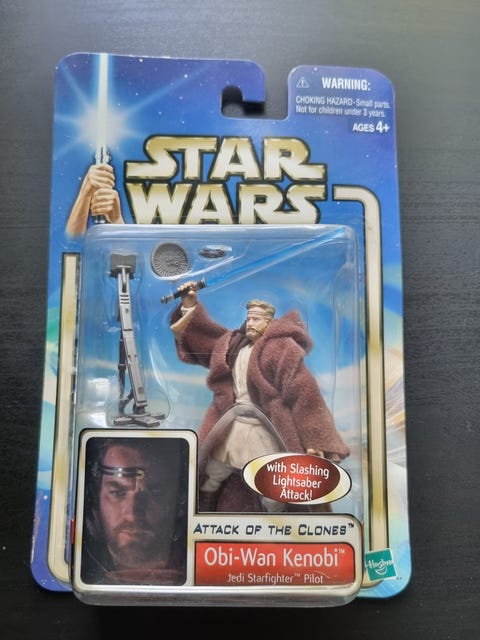 WARNING:
CHOKING HAZARD-Small parts.
Not for children under 3 years.
AGES 4+
STAR
WARS
with Slashing
Lightsaber
Attack!
ATTACK OF THE CLONES™
Obi-Wan Kenobi™
Jedi Starfighter™ Pilot
Hasbro